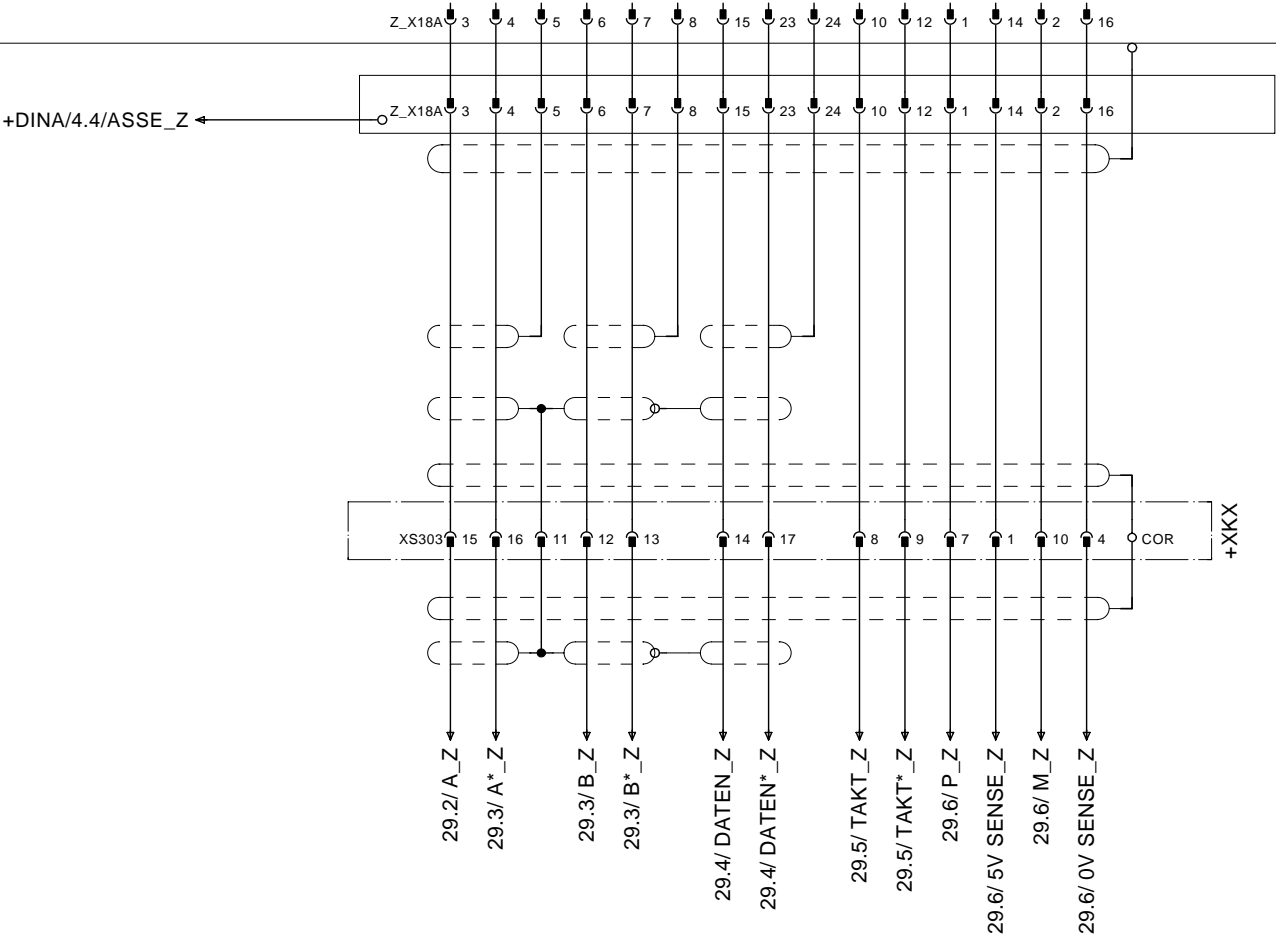 Z_X18A 3 4 5 6 7 8 15 23 24 10 12 1 14 2 16
+DINA/4.4/ASSE_Z
Z_X18A 3 4 5 6 7 8 15 23 24 10 12 1 14 2 16
XS303 15 16 11 12 13 14 17 8 9 7 1 10 4 COR
+XKX
29.2/ A_Z
29.3/ A*_Z
29.3/ B_Z
29.3/ B*_Z
29.4/ DATEN_Z
29.4/ DATEN*_Z
29.5/ TAKT_Z
29.5/ TAKT*_Z
29.6/ P_Z
29.6/ 5V SENSE_Z
29.6/ M_Z
29.6/ 0V SENSE_Z